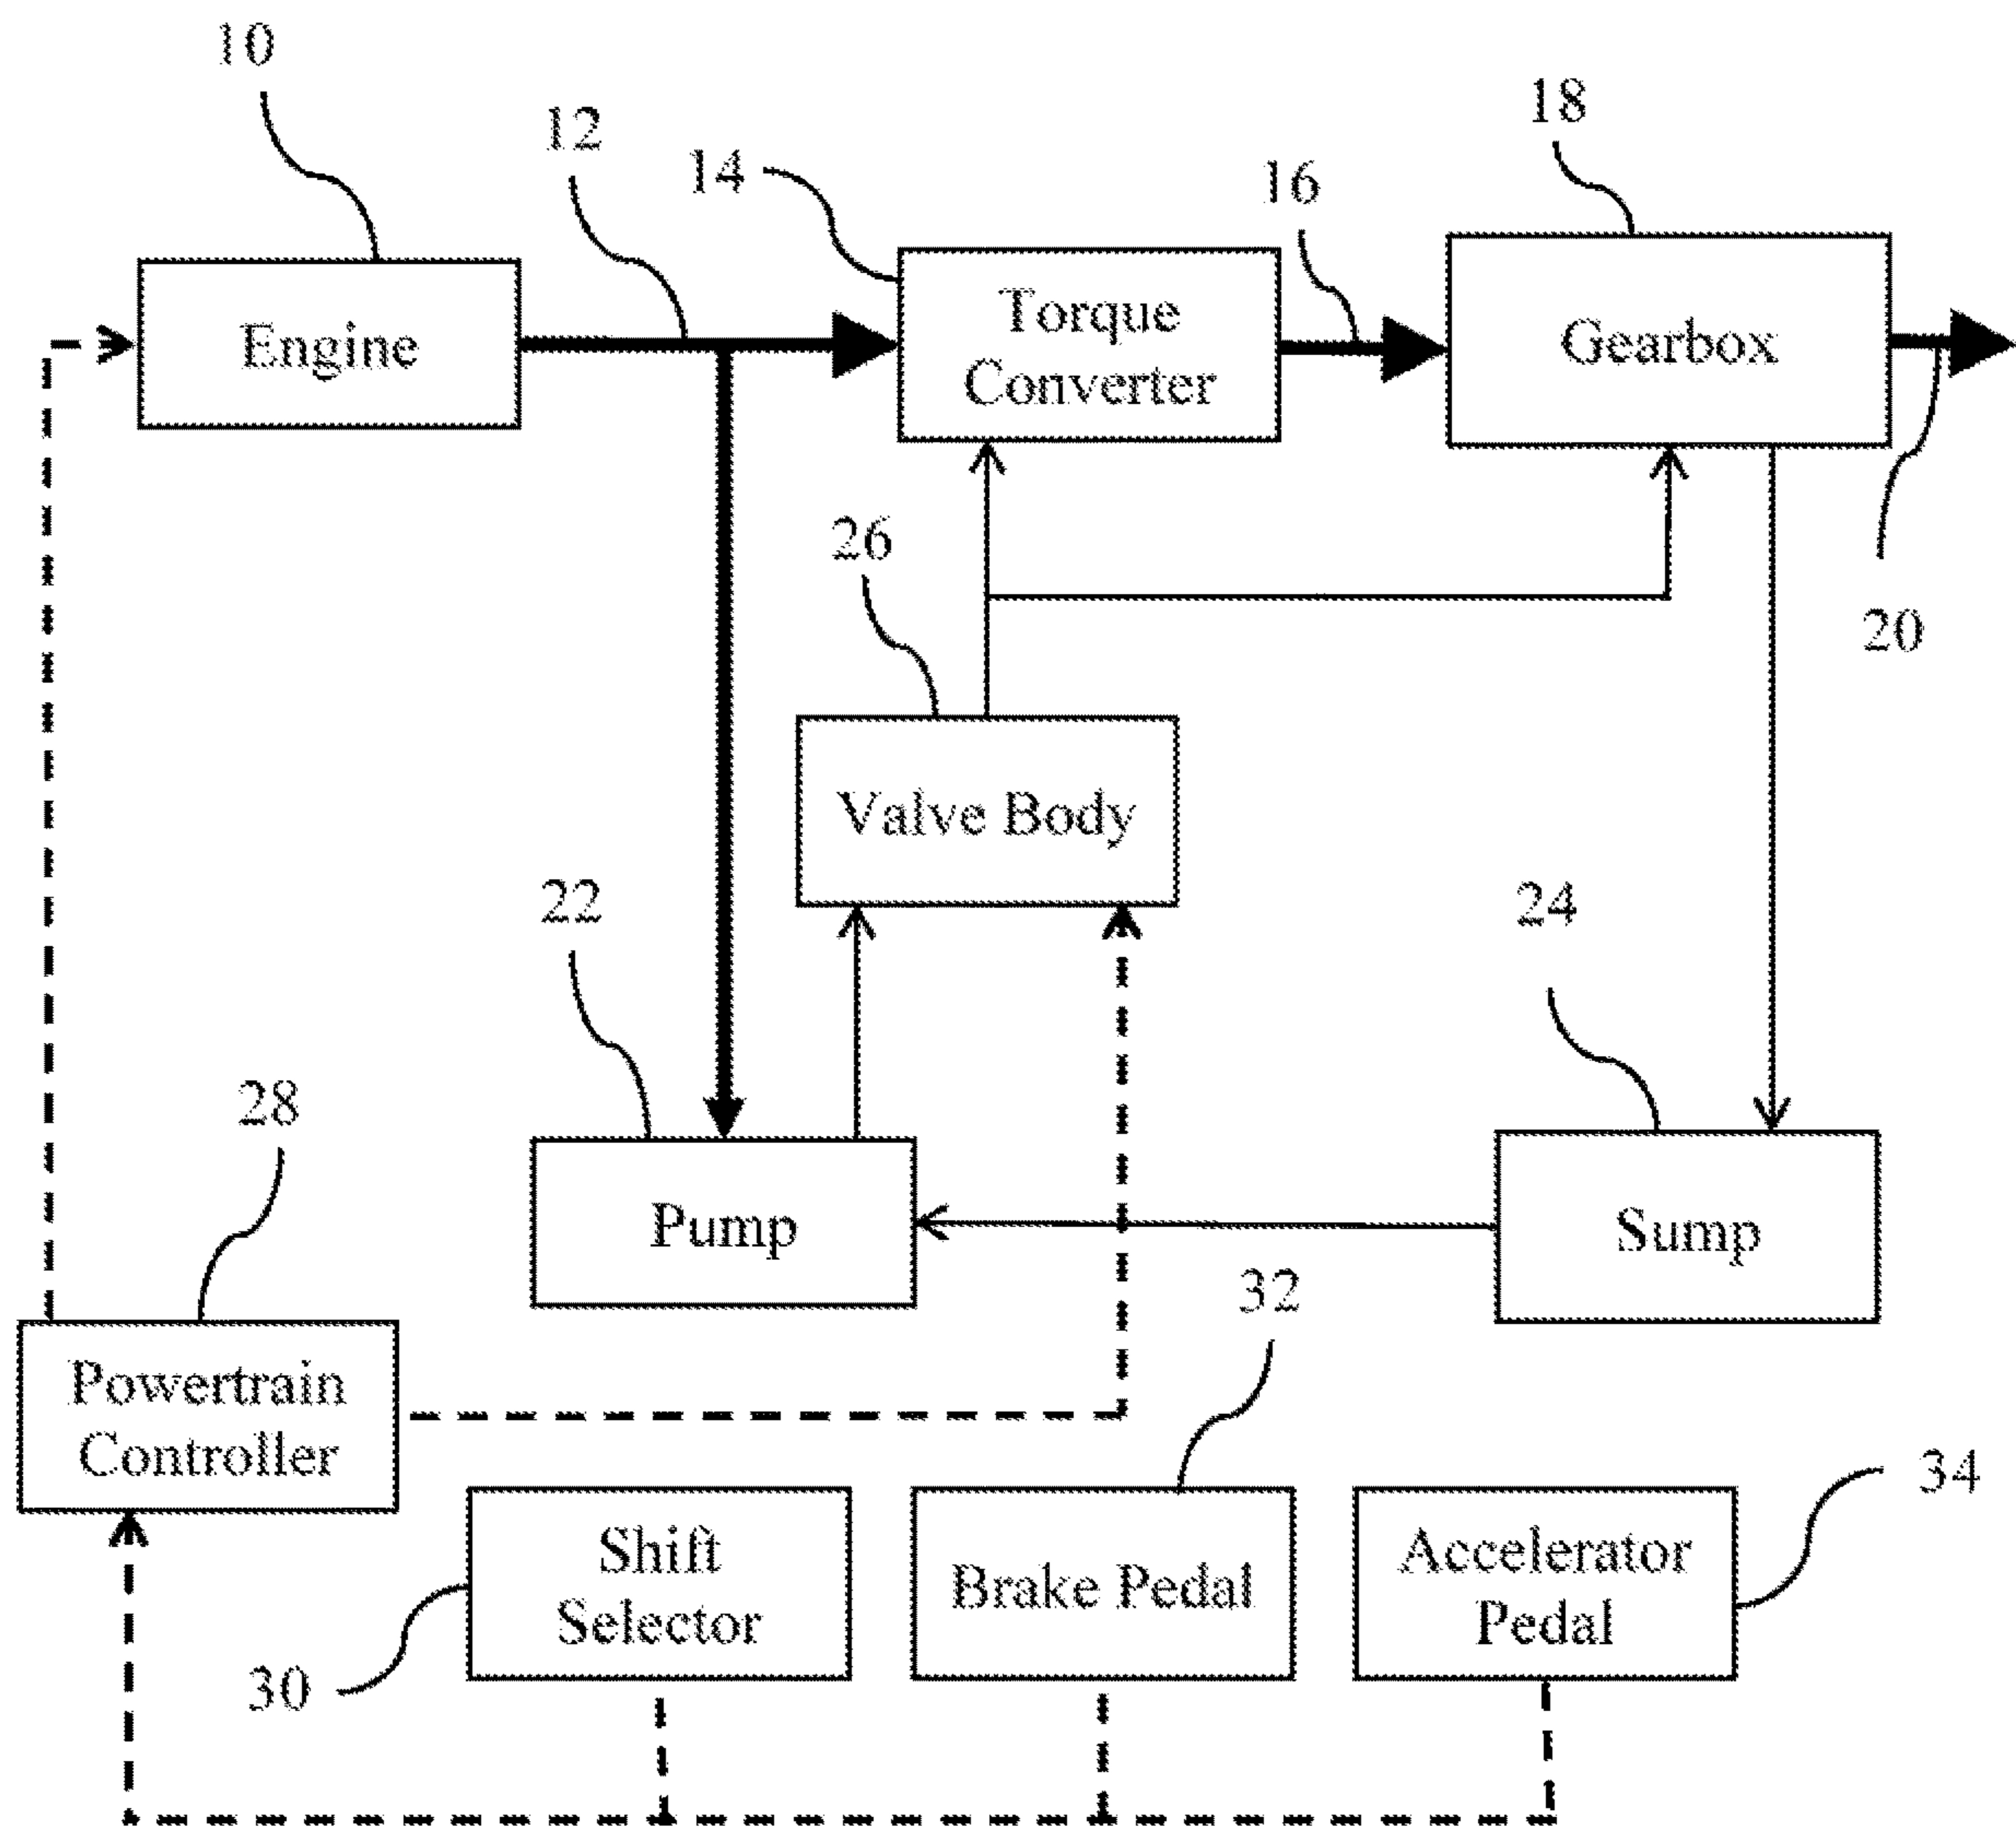 10
12
14
16
18
Engine
Torque
Converter
Gearbox
20
26
Valve Body
22
24
28
Pump
Sump
32
Powertrain
Controller
34
Shift
Selector
Brake Pedal
Accelerator
Pedal
30